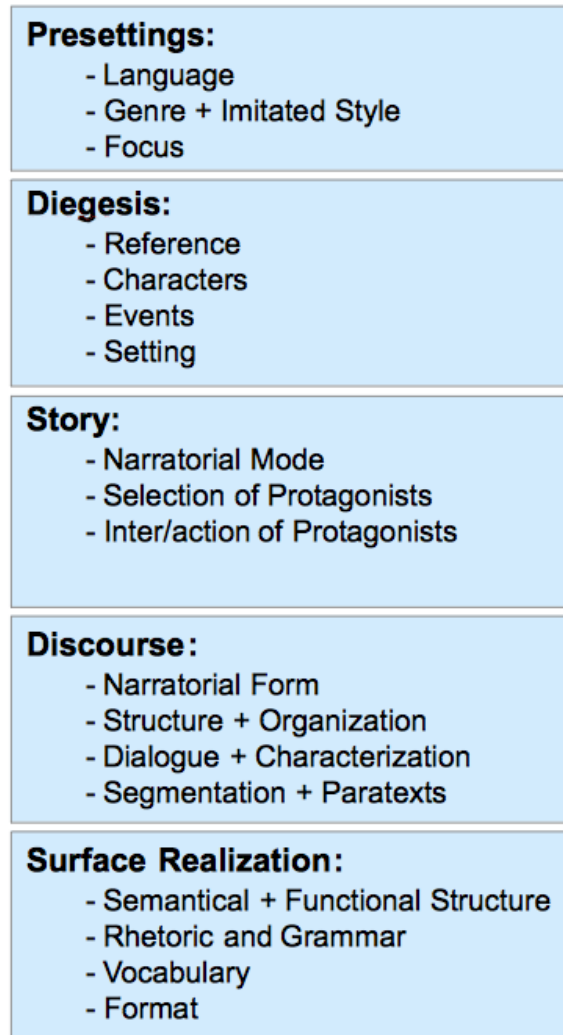 Presettings:
- Language
- Genre + Imitated Style
- Focus
Diegesis:
- Reference
- Characters
- Events
- Setting
Story:
- Narratorial Mode
- Selection of Protagonists
- Inter/action of Protagonists
Discourse:
- Narratorial Form
- Structure + Organization
- Dialogue + Characterization
- Segmentation + Paratexts
Surface Realization:
- Semantical + Functional Structure
- Rhetoric and Grammar
- Vocabulary
- Format